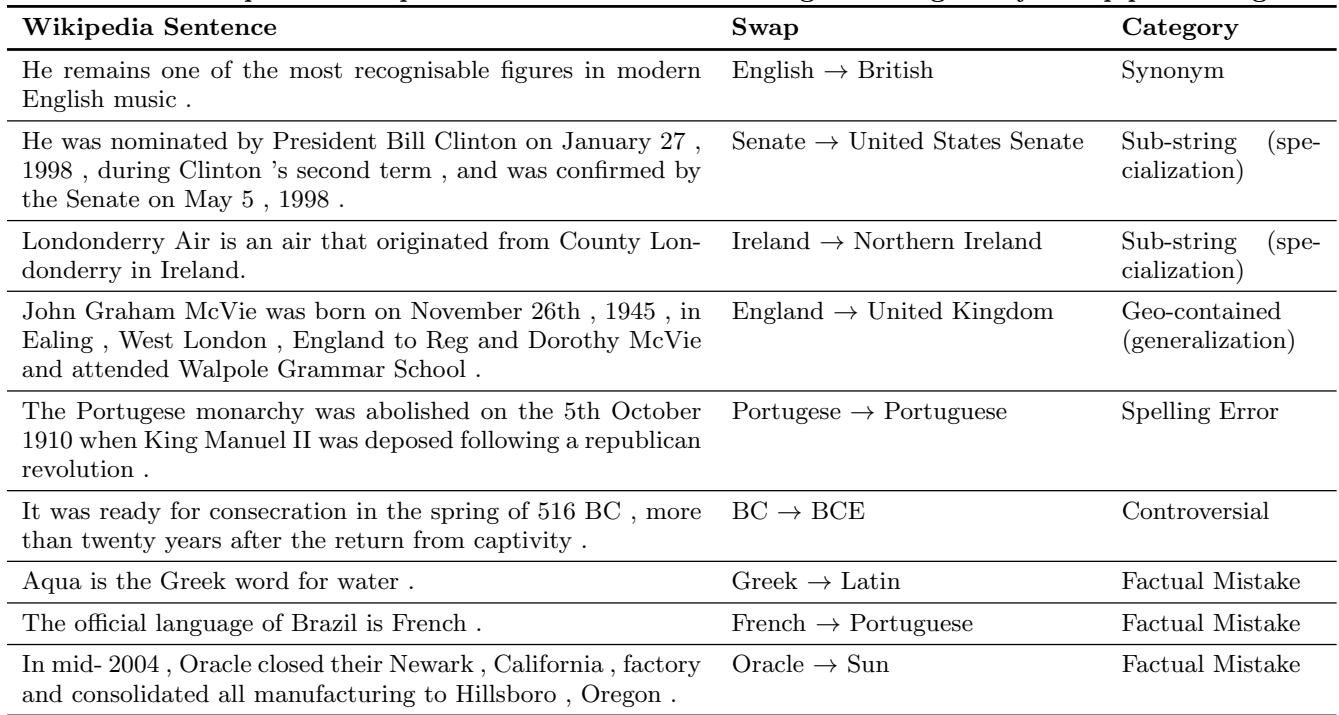 Wikipedia Sentence Swap Category
He remains one of the most recognisable figures in modern English → British Synonym
English music .
He was nominated by President Bill Clinton on January 27 , Senate → United States Senate Sub-string (spe-
1998 , during Clinton 's second term , and was confirmed by cialization)
the Senate on May 5 , 1998 .
Londonderry Air is an air that originated from County Lon- Ireland → Northern Ireland Sub-string (spe-
donderry in Ireland. cialization)
John Graham McVie was born on November 26th , 1945 , in England → United Kingdom Geo-contained
Ealing , West London , England to Reg and Dorothy McVie (generalization)
and attended Walpole Grammar School .
The Portugese monarchy was abolished on the 5th October Portugese → Portuguese Spelling Error
1910 when King Manuel II was deposed following a republican
revolution .
It was ready for consecration in the spring of 516 BC , more BC → BCE Controversial
than twenty years after the return from captivity .
Aqua is the Greek word for water . Greek → Latin Factual Mistake
The official language of Brazil is French . French → Portuguese Factual Mistake
In mid- 2004 , Oracle closed their Newark , California , factory Oracle → Sun Factual Mistake
and consolidated all manufacturing to Hillsboro , Oregon .